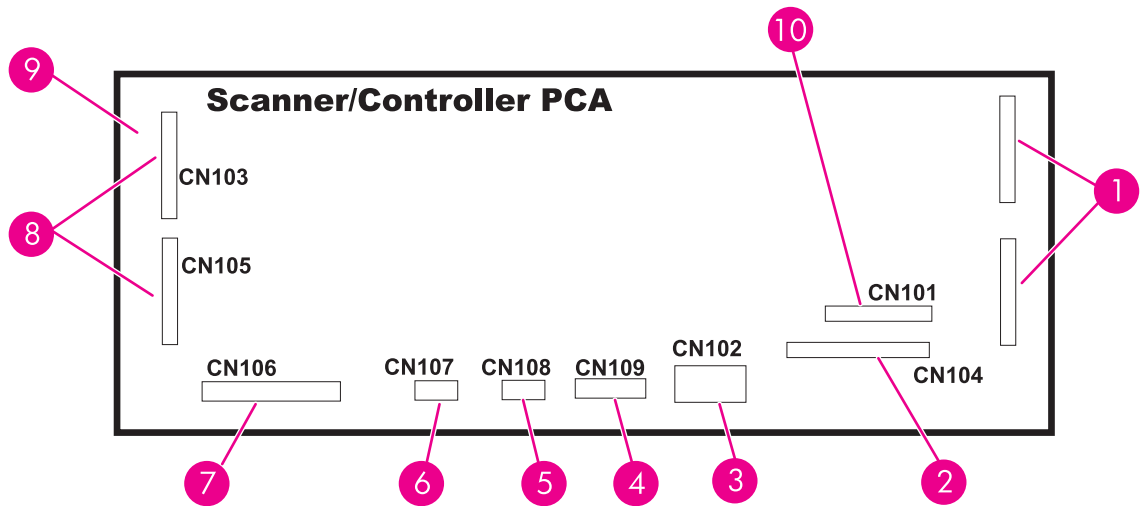 10
9
Scanner/Controller PCA
CN103
1
8
CN105
CN101
CN102
CN106
CN107
CN108
CN109
CN104
7
6
5
4
3
2